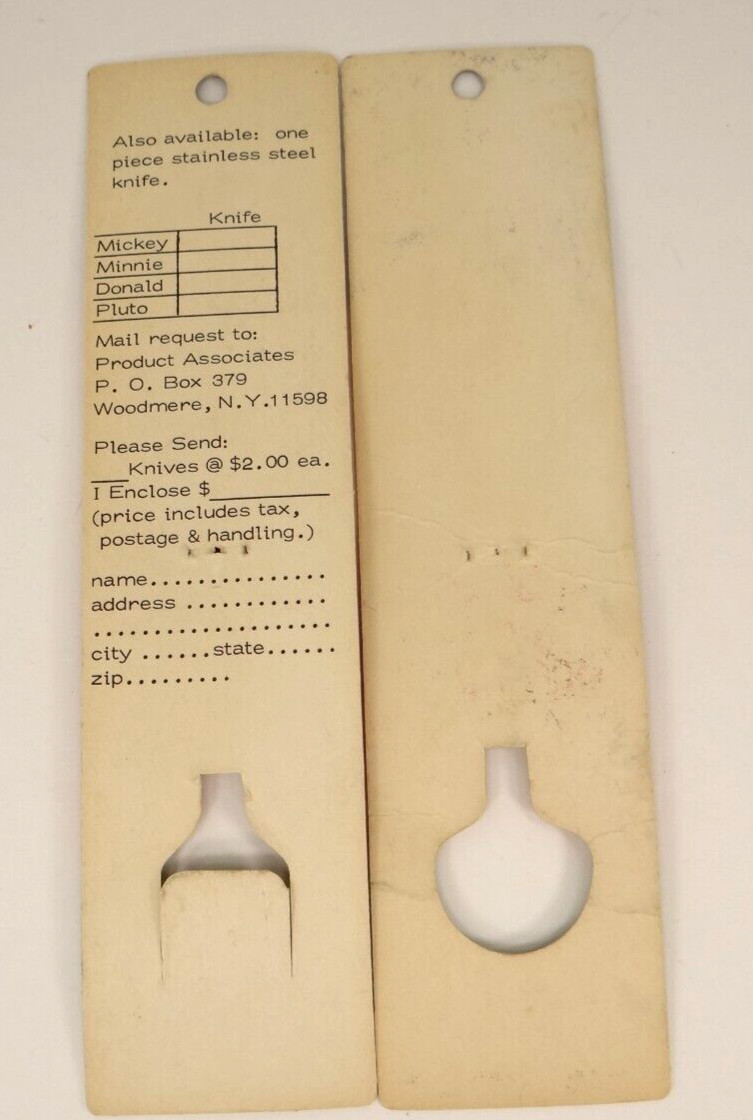 Also available: one
piece stainless steel
knife.
Knife
Mickey
Minnie
Donald
Pluto
Mail request to:
Product Associates
P. O. Box 379
Woodmere, N.Y.11598
Please Send:
___Knives @ $2.00 ea.
I Enclose $__________
(price includes tax,
postage & handling.)
name...............
address ............
....................
city ......state......
zip.........